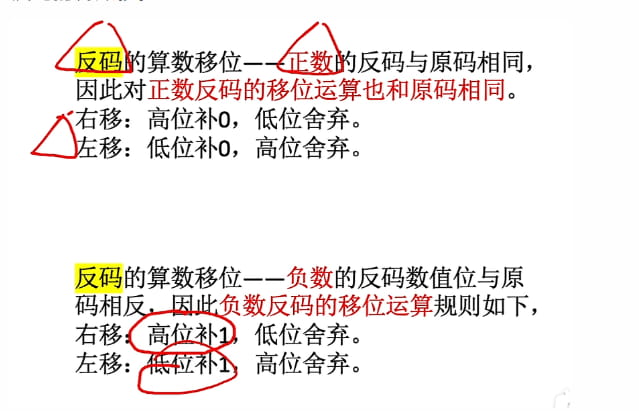 反码的算数移位——正数的反码与原码相同，
因此对正数反码的移位运算也和原码相同。
右移：高位补0，低位舍弃。
左移：低位补0，高位舍弃。
反码的算数移位——负数的反码数值位与原
码相反，因此负数反码的移位运算规则如下，
右移：高位补1，低位舍弃。
左移：低位补1，高位舍弃。